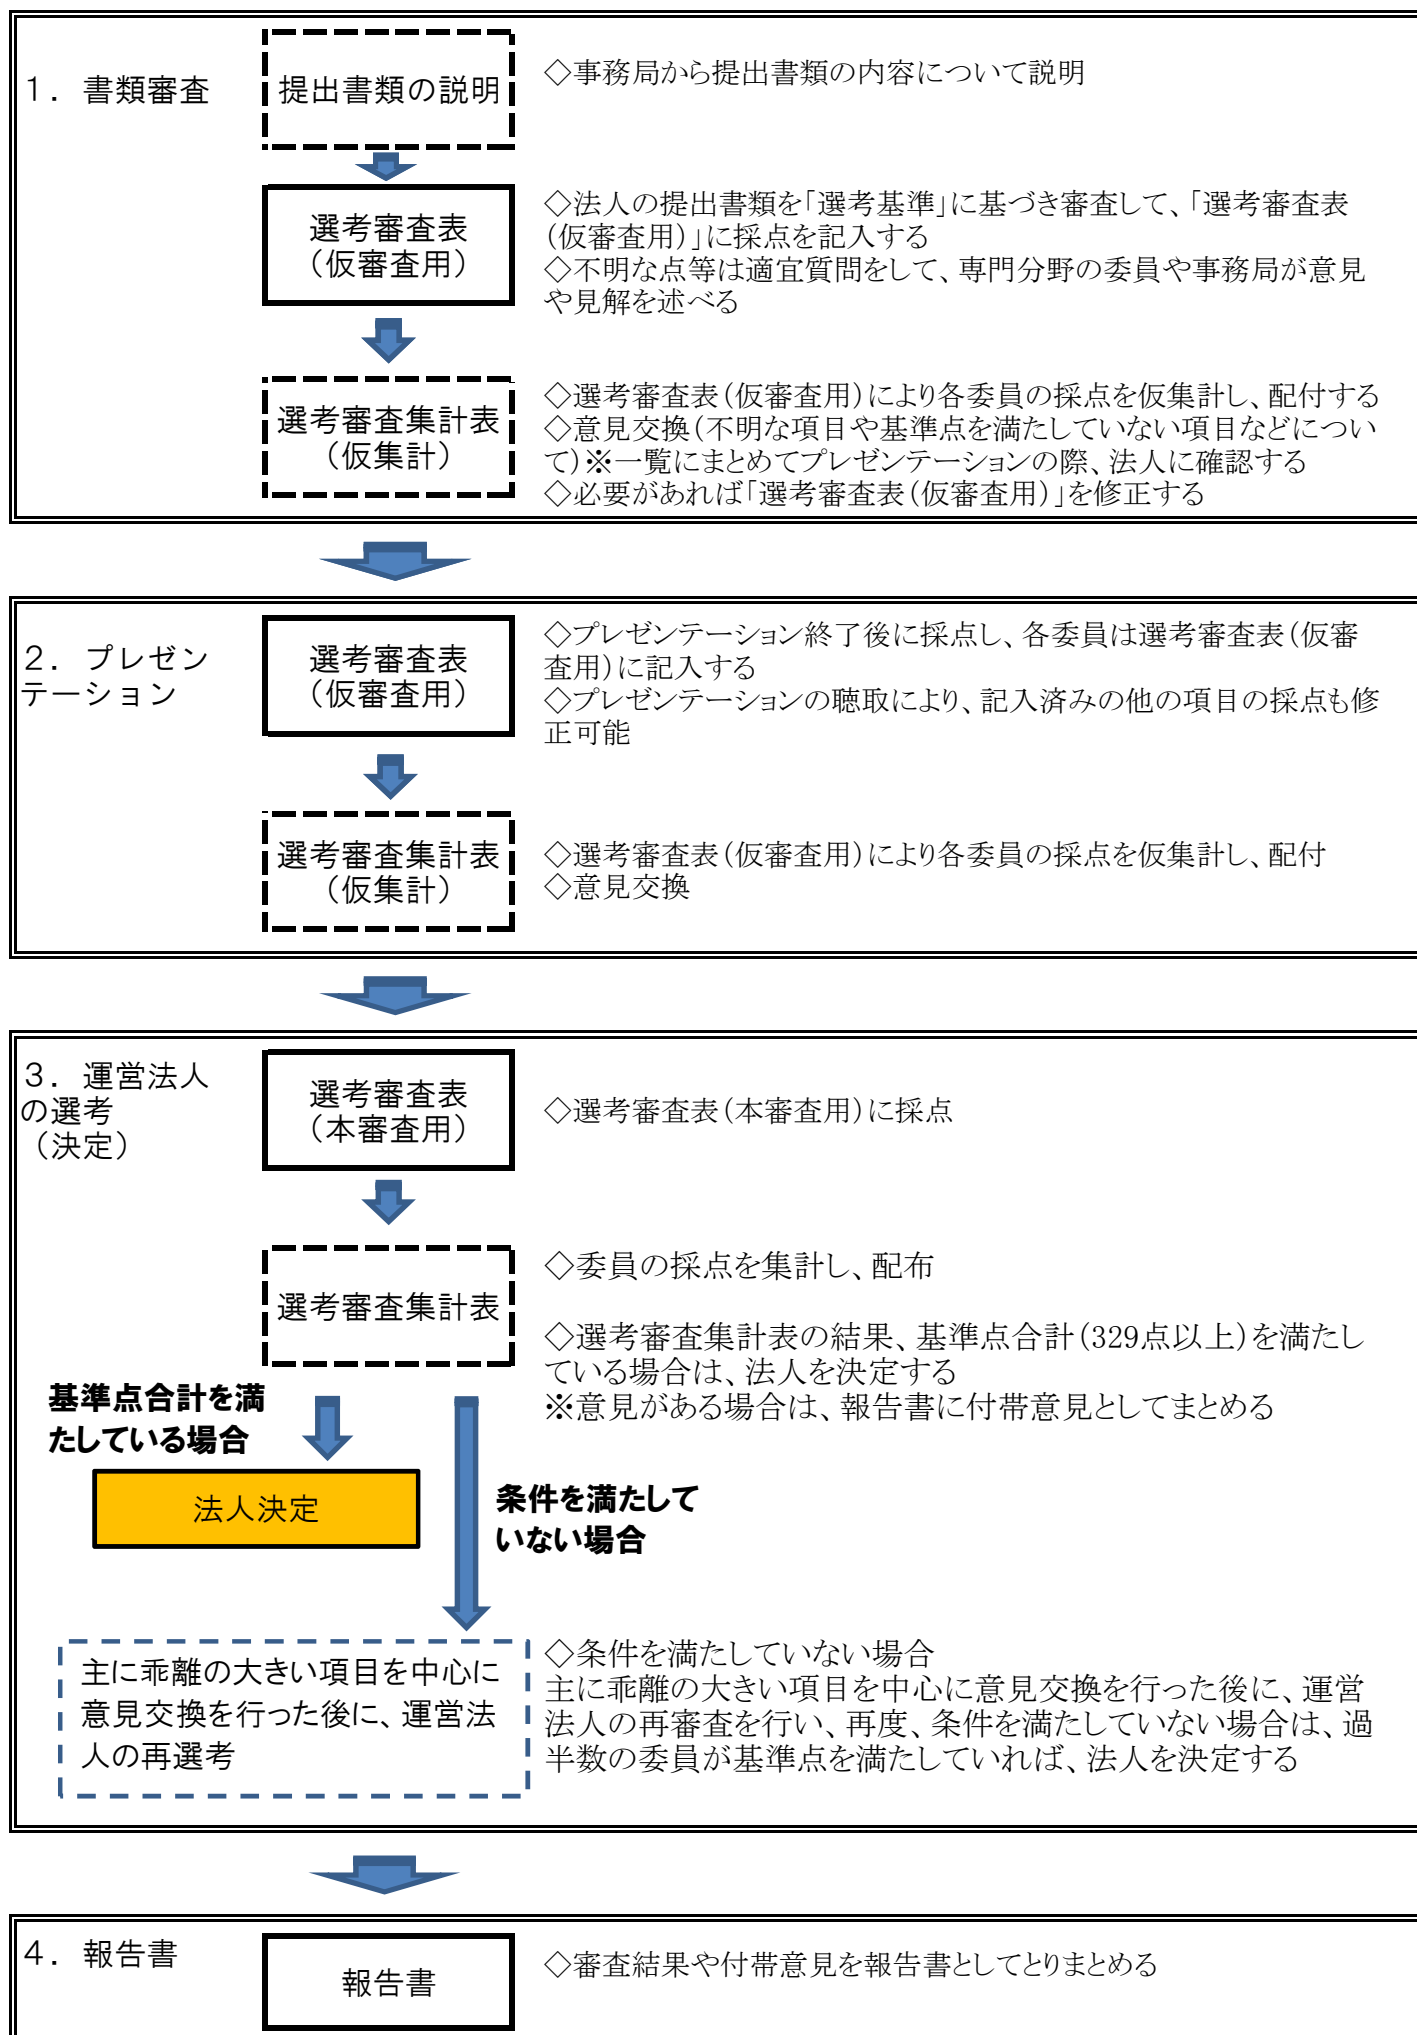 １．書類審査
提出書類の説明
◇事務局から提出書類の内容について説明
選考審査表
（仮審査用）
◇法人の提出書類を「選考基準」に基づき審査して、「選考審査表
（仮審査用）」に採点を記入する
◇不明な点等は適宜質問をして、専門分野の委員や事務局が意見
や見解を述べる
選考審査集計表
（仮集計）
◇選考審査表（仮審査用）により各委員の採点を仮集計し、配付する
◇意見交換（不明な項目や基準点を満たしていない項目などについ
て）※一覧にまとめてプレゼンテーションの際、法人に確認する
◇必要があれば「選考審査表（仮審査用）」を修正する
２．プレゼン
テーション
選考審査表
（仮審査用）
◇プレゼンテーション終了後に採点し、各委員は選考審査表（仮審
査用）に記入する
◇プレゼンテーションの聴取により、記入済みの他の項目の採点も修
正可能
選考審査集計表
（仮集計）
◇選考審査表（仮審査用）により各委員の採点を仮集計し、配付
◇意見交換
３．運営法人
の選考
（決定）
選考審査表
（本審査用）
◇選考審査表（本審査用）に採点
選考審査集計表
◇委員の採点を集計し、配布
◇選考審査集計表の結果、基準点合計（329点以上）を満たし
ている場合は、法人を決定する
※意見がある場合は、報告書に付帯意見としてまとめる
基準点合計を満
たしている場合
法人決定
条件を満たして
いない場合
主に乖離の大きい項目を中心に
意見交換を行った後に、運営法
人の再選考
◇条件を満たしていない場合
主に乖離の大きい項目を中心に意見交換を行った後に、運営
法人の再審査を行い、再度、条件を満たしていない場合は、過
半数の委員が基準点を満たしていれば、法人を決定する
４．報告書
報告書
◇審査結果や付帯意見を報告書としてとりまとめる